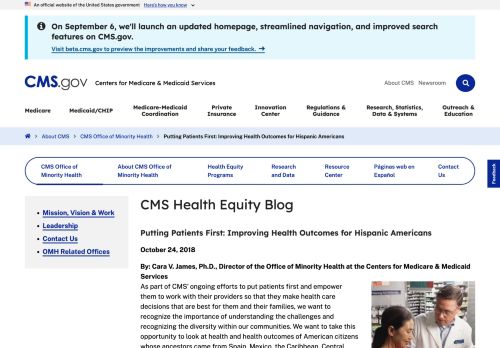 An official website of the United States government Here's how you know
On September 6, we'll launch an updated homepage, streamlined navigation, and improved search
features on CMS.gov.
Visit beta.cms.gov to preview the improvements and share your feedback.
CMS.gov Centers for Medicare & Medicaid Services
About CMS Newsroom
Medicare
Medicaid/CHIP
Medicare-Medicaid
Coordination
Private
Insurance
Innovation
Center
Regulations &
Guidance
Research, Statistics,
Data & Systems
Outreach &
Education
About CMS CMS Office of Minority Health Putting Patients First: Improving Health Outcomes for Hispanic Americans
Feedback
CMS Office of
Minority Health
About CMS Office of
Minority Health
Health Equity
Programs
Research
and Data
Resource
Center
Páginas web en
Español
Contact
Us
Mission, Vision & Work
Leadership
Contact Us
OMH Related Offices
CMS Health Equity Blog
Putting Patients First: Improving Health Outcomes for Hispanic Americans
October 24, 2018
By: Cara V. James, Ph.D., Director of the Office of Minority Health at the Centers for Medicare & Medicaid
Services
As part of CMS' ongoing efforts to put patients first and empower
them to work with their providers so that they make health care
decisions that are best for them and their families, we want to
recognize the importance of understanding the challenges and
recognizing the diversity within our communities. We want to take this
opportunity to look at health and health outcomes of American citizens
whose ancestors came from Spain, Mexico, the Caribbean, Central